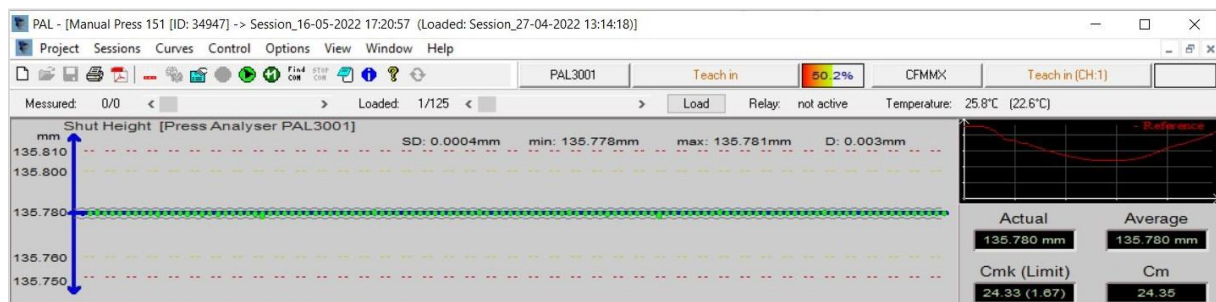 PAL - [Manual Press 151 [ID: 34947] -> Session_16-05-2022 17:20:57 (Loaded: Session_27-04-2022 13:14:18)]
Project Sessions Curves Control Options View Window Help
Find COM STOP COM PAL3001 Teach in 50.2% CFMMX Teach in (CH:1)
Messured: 0/0 Loaded: 1/125 Load Relay: not active Temperature: 25.8°C (22.6°C)
Shut Height [Press Analyser PAL3001]
- Reference
mm
SD: 0.0004mm min: 135.778mm max: 135.781mm D: 0.003mm
135.810
135.800
135.780
135.760
135.750
Actual Average
135.780 mm 135.780 mm
Cmk (Limit) Cm
24.33 (1.67) 24.35